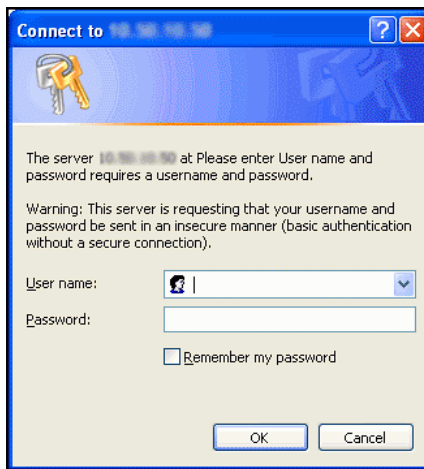 Connect to
The server at Please enter User name and
password requires a username and password.
Warning: This server is requesting that your username and
password be sent in an insecure manner (basic authentication
without a secure connection).
User name:
Password:
Remember my password
OK
Cancel